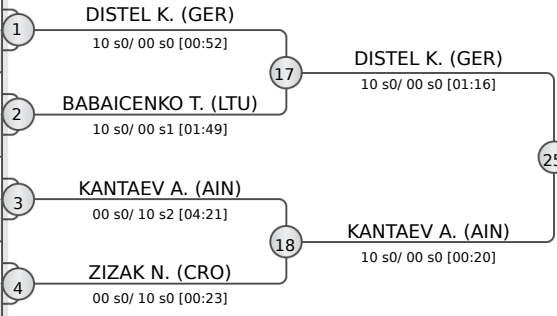 1
DISTEL K. (GER)
10 s0/ 00 s0 [00:52]
17
DISTEL K. (GER)
10 s0/ 00 s0 [01:16]
2
BABAICENKO T. (LTU)
10 s0/ 00 s1 [01:49]
25
3
KANTAEV A. (AIN)
00 s0/ 10 s2 [04:21]
18
KANTAEV A. (AIN)
10 s0/ 00 s0 [00:20]
4
ZIZAK N. (CRO)
00 s0/ 10 s0 [00:23]